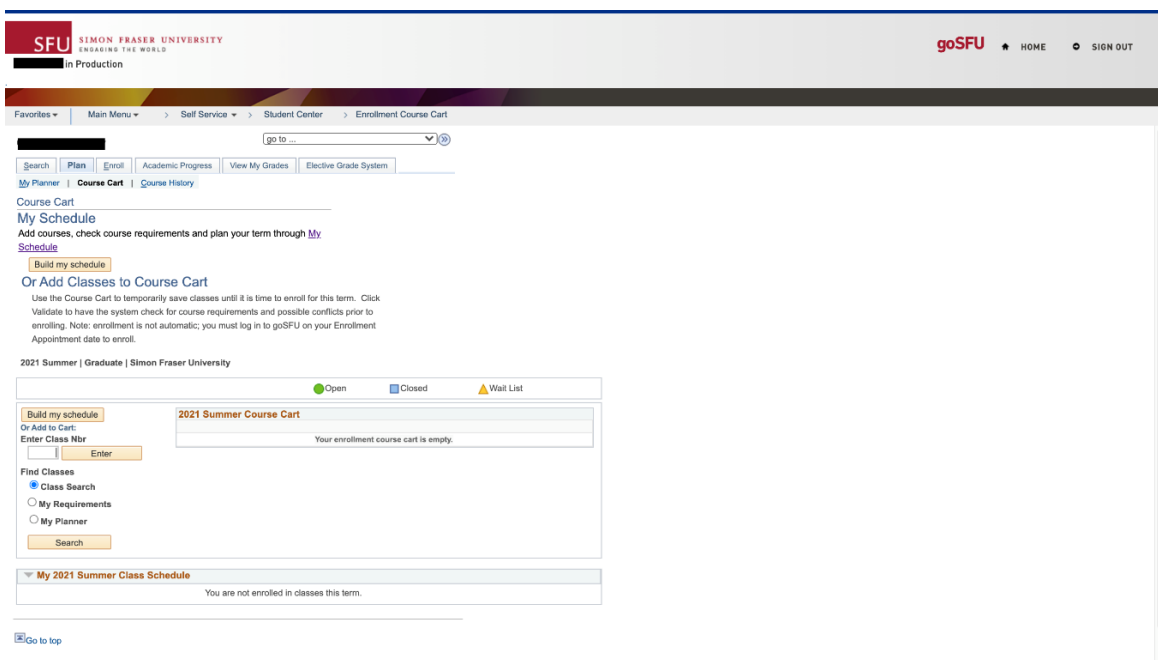 SFU SIMON FRASER UNIVERSITY
ENGAGING THE WORLD
goSFU HOME SIGN OUT
in Production
Favorites Main Menu > Self Service > Student Center > Enrollment Course Cart
go to ...
Search Plan Enroll Academic Progress View My Grades Elective Grade System
My Planner | Course Cart | Course History
Course Cart
My Schedule
Add courses, check course requirements and plan your term through My
Schedule
Build my schedule
Or Add Classes to Course Cart
Use the Course Cart to temporarily save classes until it is time to enroll for this term. Click
Validate to have the system check for course requirements and possible conflicts prior to
enrolling. Note: enrollment is not automatic; you must log in to goSFU on your Enrollment
Appointment date to enroll.
2021 Summer | Graduate | Simon Fraser University
Open Closed Wait List
Build my schedule
Or Add to Cart:
Enter Class Nbr
Enter
Find Classes
Class Search
My Requirements
My Planner
Search
2021 Summer Course Cart
Your enrollment course cart is empty.
My 2021 Summer Class Schedule
You are not enrolled in classes this term.
Go to top